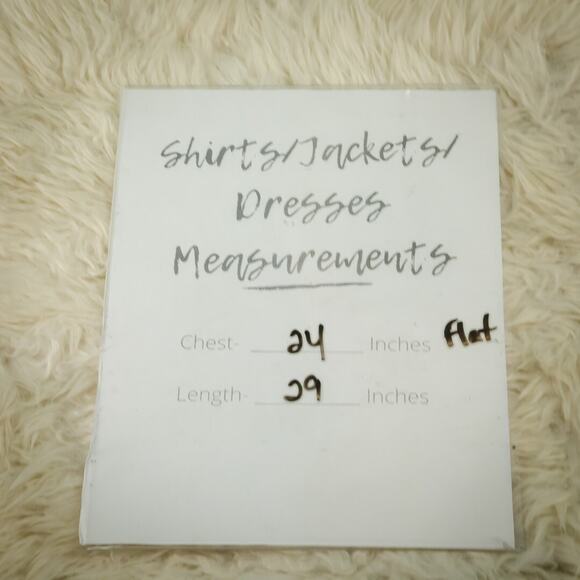 Shirts/Jackets/
Dresses
Measurements
Chest- 24 Inches Flat
Length- 29 Inches